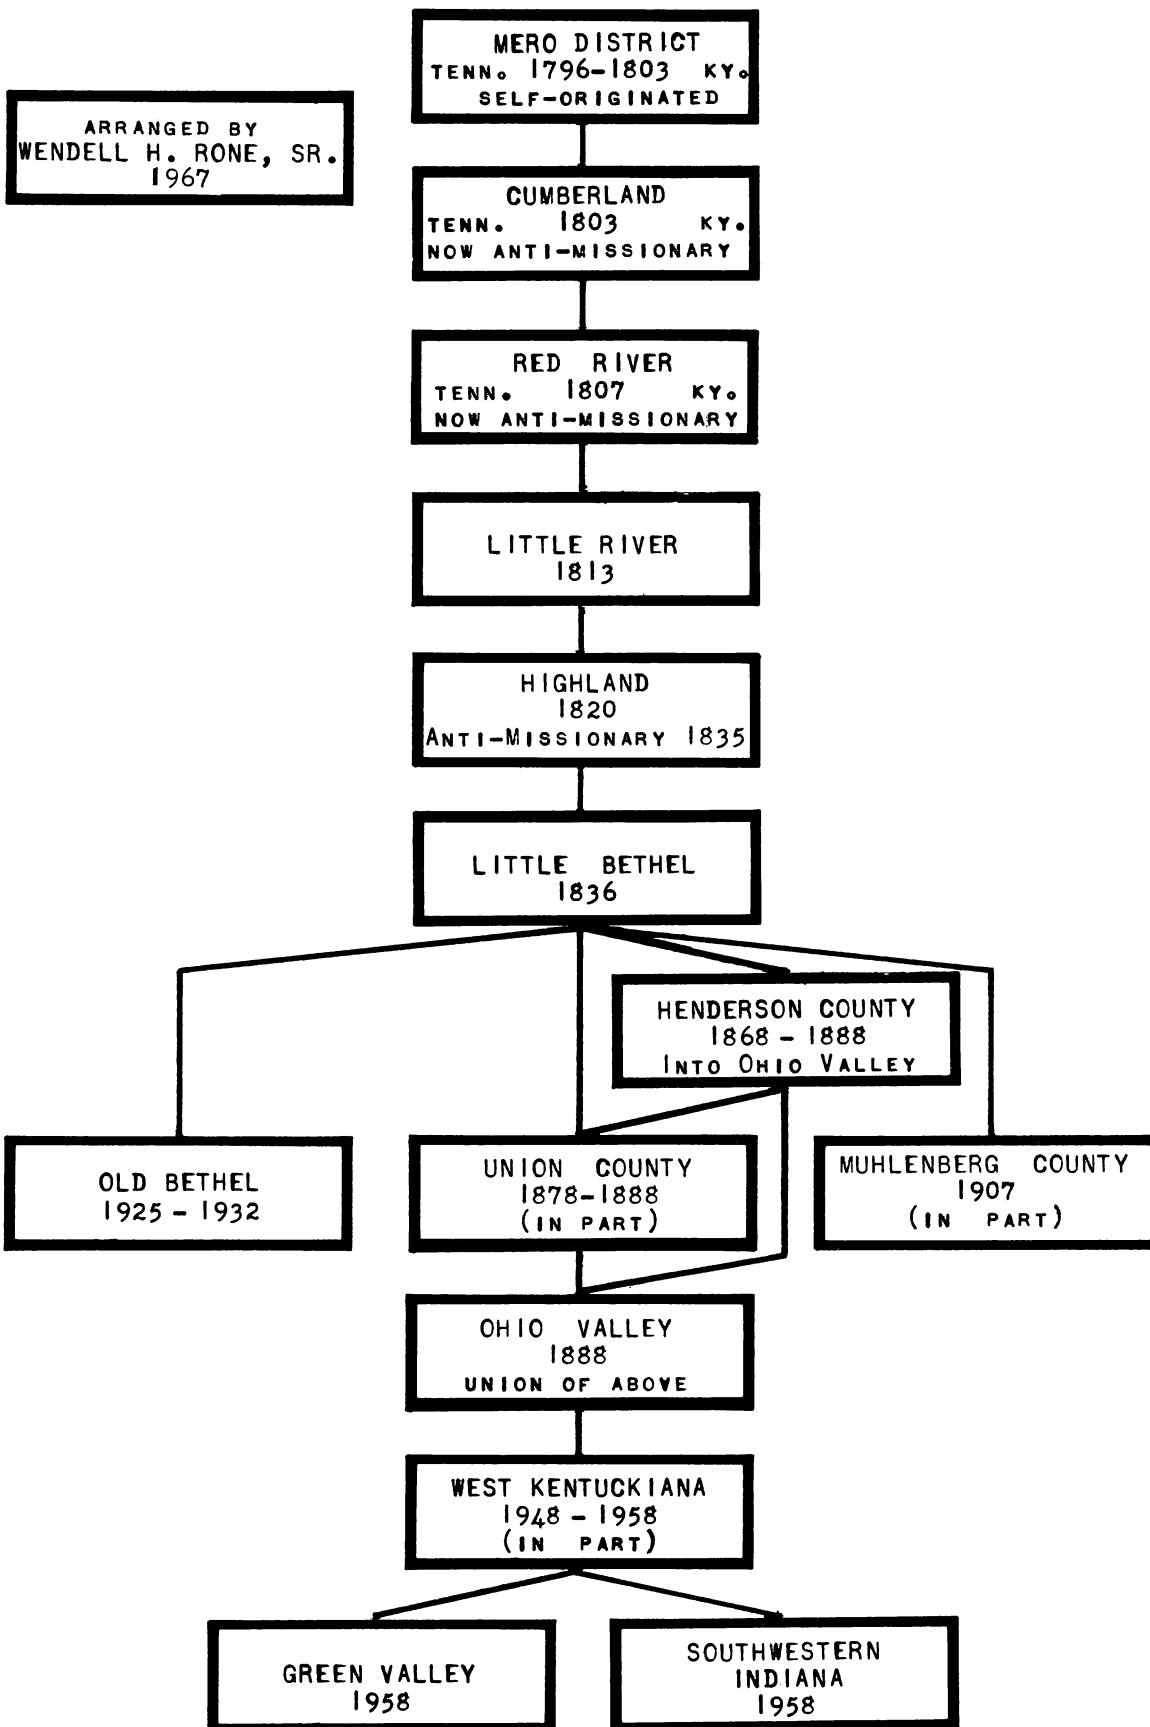 MERO DISTRICT
TENN. 1796-1803 KY.
SELF-ORIGINATED
ARRANGED BY
WENDELL H. RONE, SR.
1967
CUMBERLAND
TENN. 1803 KY.
NOW ANTI-MISSIONARY
RED RIVER
TENN. 1807 KY.
NOW ANTI-MISSIONARY
LITTLE RIVER
1813
HIGHLAND
1820
ANTI-MISSIONARY 1835
LITTLE BETHEL
1836
HENDERSON COUNTY
1868 - 1888
INTO OHIO VALLEY
OLD BETHEL
1925 - 1932
UNION COUNTY
1878-1888
(IN PART)
MUHLENBERG COUNTY
1907
(IN PART)
OHIO VALLEY
1888
UNION OF ABOVE
WEST KENTUCKIANA
1948 - 1958
(IN PART)
GREEN VALLEY
1958
SOUTHWESTERN
INDIANA
1958